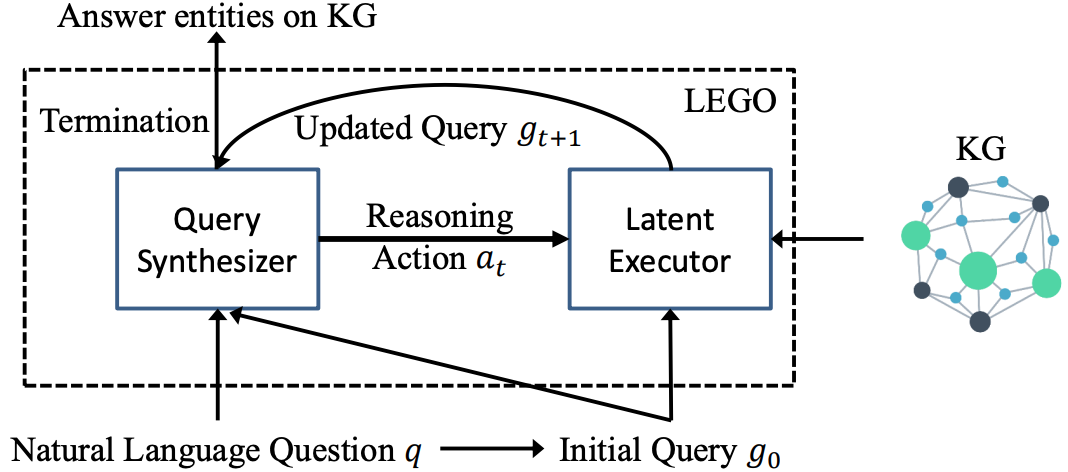 Answer entities on KG
LEGO
Termination
Updated Query g_{t+1}
KG
Query
Synthesizer
Reasoning
Action a_t
Latent
Executor
Natural Language Question q
Initial Query g_0